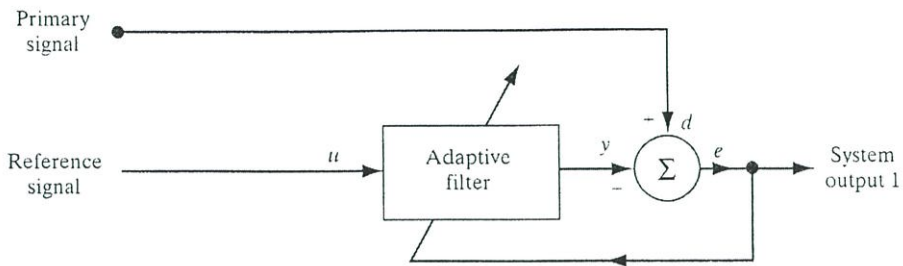 Primary
signal
+
d
Reference
signal
u
Adaptive
filter
y
−
Σ
e
System
output 1